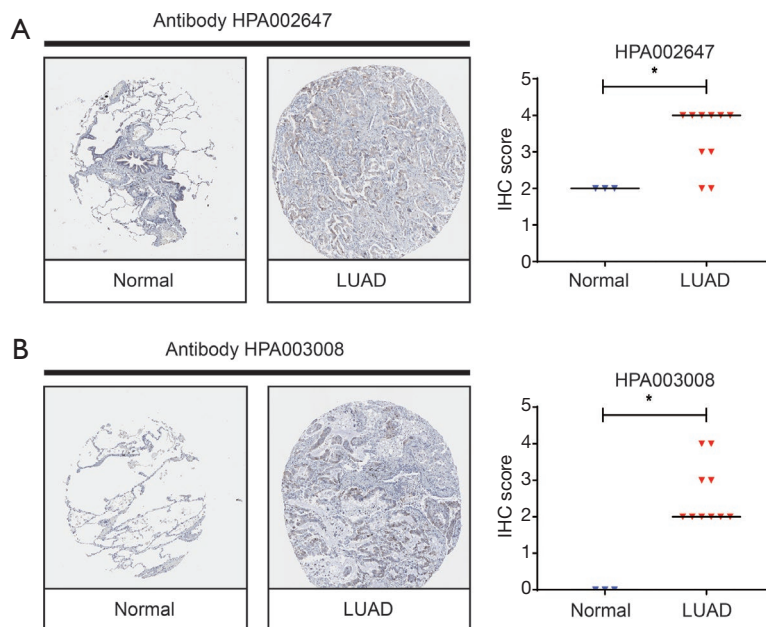 A
Antibody HPA002647
Normal
LUAD
HPA002647
*
IHC score
5
4
3
2
1
0
Normal
LUAD
B
Antibody HPA003008
Normal
LUAD
HPA003008
*
IHC score
5
4
3
2
1
0
Normal
LUAD